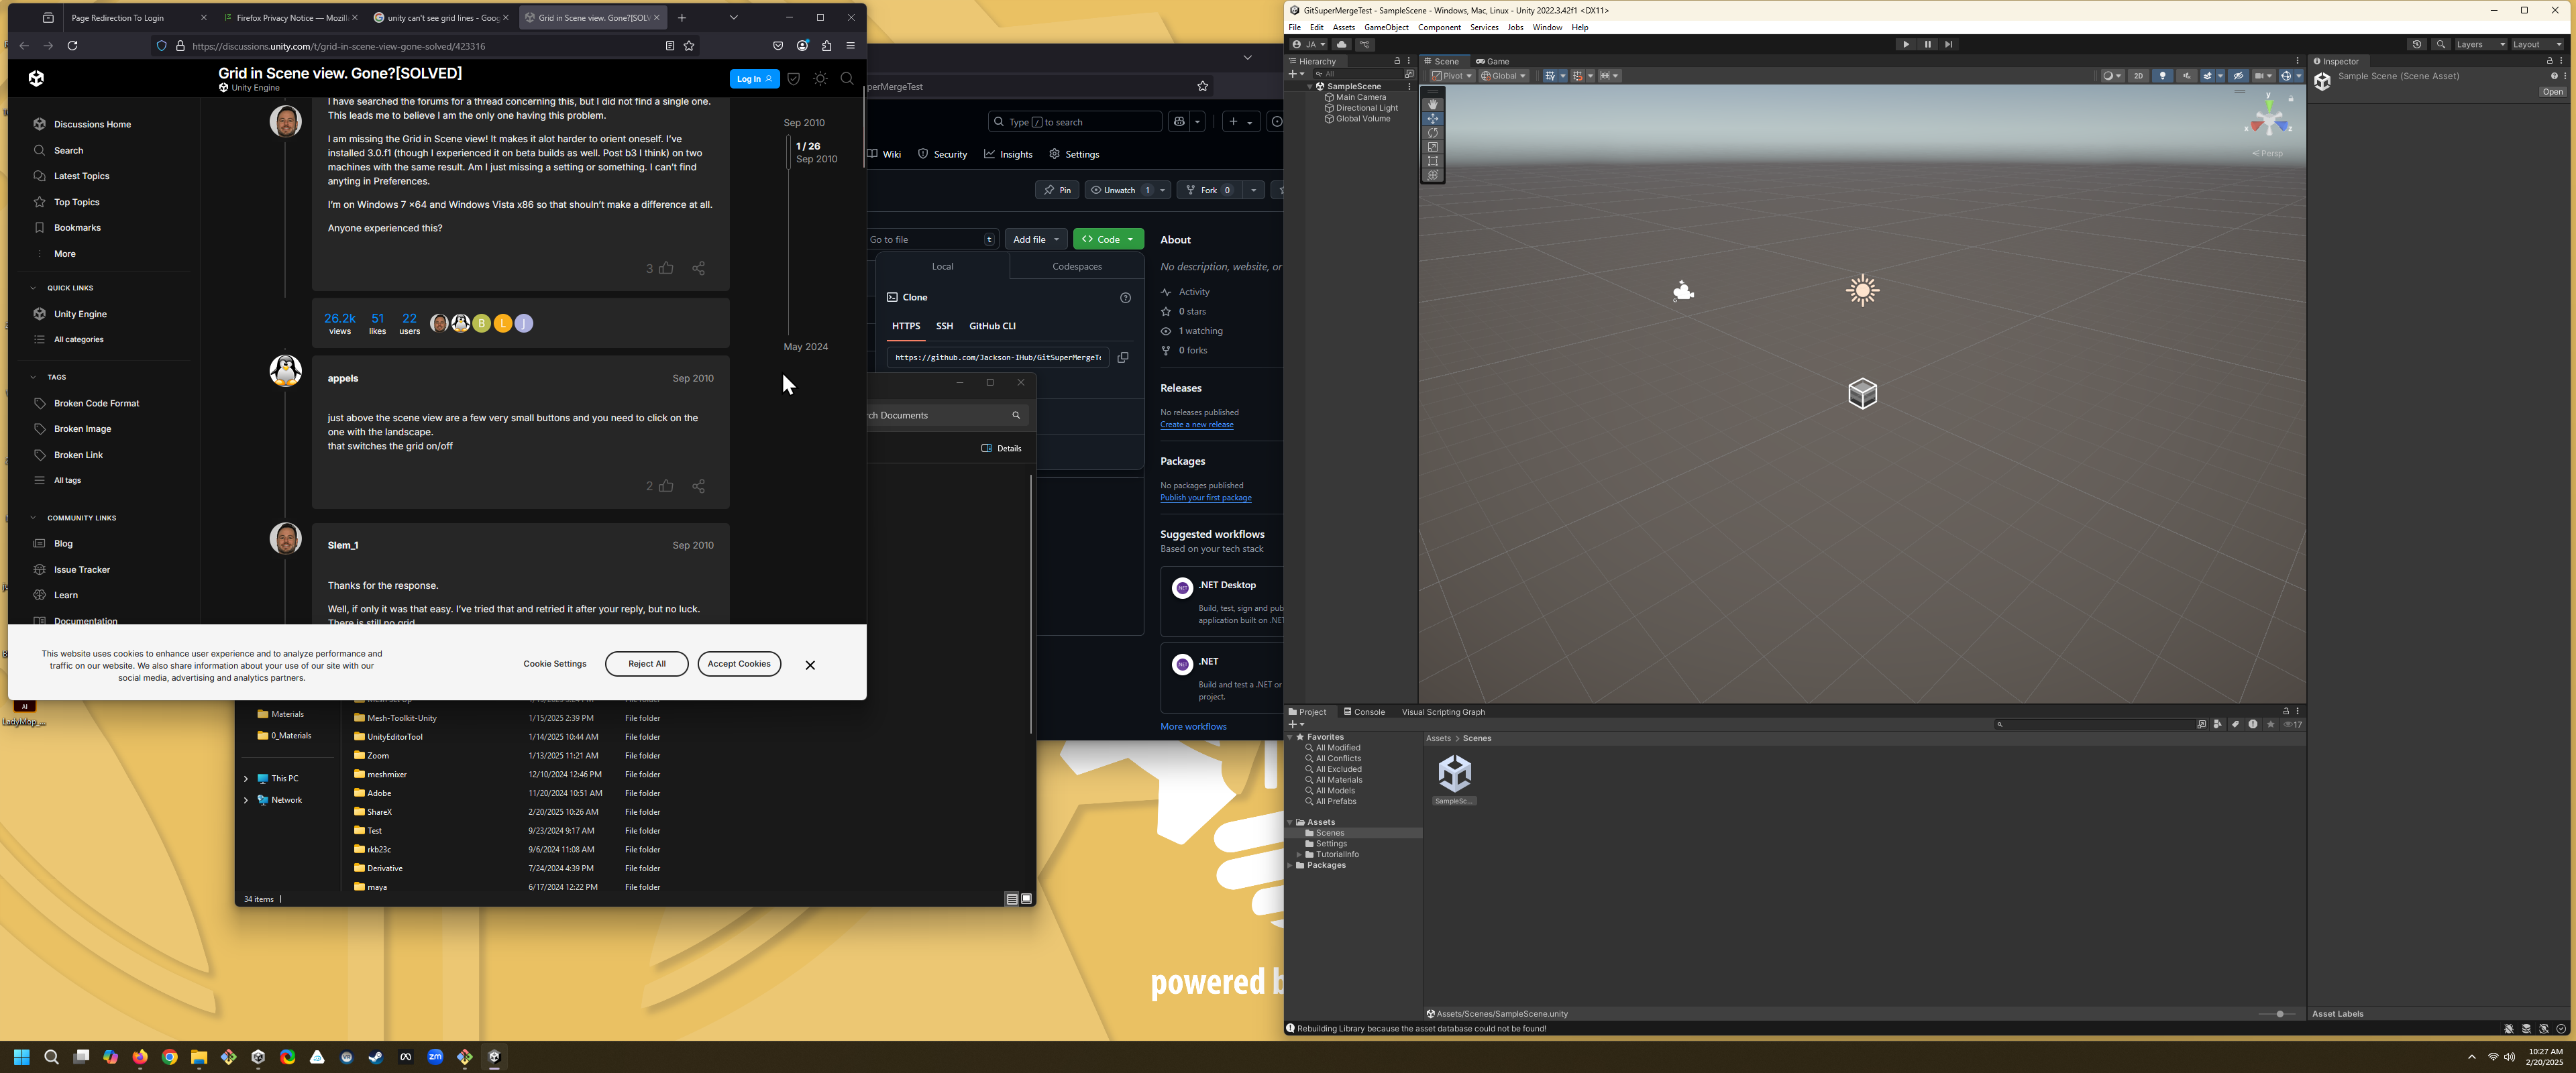 Page Redirection To Login
Firefox Privacy Notice — Mozil
unity can't see grid lines - Goo
Grid in Scene view. Gone?[SOLV
https://discussions.unity.com/t/grid-in-scene-view-gone-solved/423316
Grid in Scene view. Gone?[SOLVED]
Unity Engine
Log In
Discussions Home
Search
Latest Topics
Top Topics
Bookmarks
More
QUICK LINKS
Unity Engine
All categories
TAGS
Broken Code Format
Broken Image
Broken Link
All tags
COMMUNITY LINKS
Blog
Issue Tracker
Learn
Documentation
I have searched the forums for a thread concerning this, but I did not find a single one.
This leads me to believe I am the only one having this problem.
I am missing the Grid in Scene view! It makes it alot harder to orient oneself. I've
installed 3.0.f1 (though I experienced it on beta builds as well. Post b3 I think) on two
machines with the same result. Am I just missing a setting or something. I can't find
anyting in Preferences.
I'm on Windows 7 ×64 and Windows Vista x86 so that shouln't make a difference at all.
Anyone experienced this?
3
Sep 2010
1 / 26
Sep 2010
May 2024
26.2k
views
51
likes
22
users
B
L
J
appels
Sep 2010
just above the scene view are a few very small buttons and you need to click on the
one with the landscape.
that switches the grid on/off
2
Slem_1
Sep 2010
Thanks for the response.
Well, if only it was that easy. I've tried that and retried it after your reply, but no luck.
There is still no grid
This website uses cookies to enhance user experience and to analyze performance and
traffic on our website. We also share information about your use of our site with our
social media, advertising and analytics partners.
Cookie Settings
Reject All
Accept Cookies
perMergeTest
Type / to search
Wiki
Security
Insights
Settings
Pin
Unwatch 1
Fork 0
Go to file
t
Add file
Code
Local
Codespaces
Clone
HTTPS
SSH
GitHub CLI
https://github.com/Jackson-IHub/GitSuperMergeT
About
No description, website, or
Activity
0 stars
1 watching
0 forks
Releases
No releases published
Create a new release
Packages
No packages published
Publish your first package
Suggested workflows
Based on your tech stack
.NET Desktop
Build, test, sign and pub
application built on .NET
.NET
Build and test a .NET or
project.
More workflows
ch Documents
Details
Materials
0_Materials
This PC
Network
Mesh-Toolkit-Unity 1/15/2025 2:39 PM File folder
UnityEditorTool 1/14/2025 10:44 AM File folder
Zoom 1/13/2025 11:21 AM File folder
meshmixer 12/10/2024 12:46 PM File folder
Adobe 11/20/2024 10:51 AM File folder
ShareX 2/20/2025 10:26 AM File folder
Test 9/23/2024 9:17 AM File folder
rkb23c 9/6/2024 11:08 AM File folder
Derivative 7/24/2024 4:39 PM File folder
maya 6/17/2024 12:22 PM File folder
34 items
AI
LadyMop_...
powered b
GitSuperMergeTest - SampleScene - Windows, Mac, Linux - Unity 2022.3.42f1 <DX11>
File Edit Assets GameObject Component Services Jobs Window Help
JA
Layers
Layout
Hierarchy
All
SampleScene
Main Camera
Directional Light
Global Volume
Scene
Game
Pivot
Global
2D
y
x
z
Persp
Inspector
Sample Scene (Scene Asset)
Open
Project
Console
Visual Scripting Graph
17
Favorites
All Modified
All Conflicts
All Excluded
All Materials
All Models
All Prefabs
Assets
Scenes
Settings
TutorialInfo
Packages
Assets > Scenes
SampleSc...
Assets/Scenes/SampleScene.unity
Asset Labels
Rebuilding Library because the asset database could not be found!
zm
10:27 AM
2/20/2025